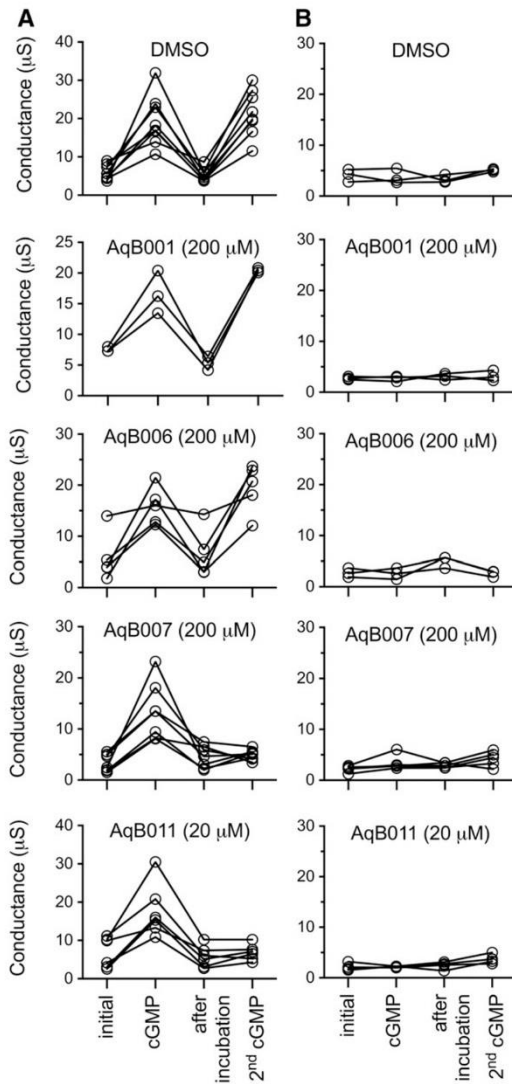 A
B
DMSO
DMSO
Conductance (μS)
40
30
20
10
0
30
20
10
0
AqB001 (200 μM)
AqB001 (200 μM)
Conductance (μS)
25
20
15
10
5
0
30
20
10
0
AqB006 (200 μM)
AqB006 (200 μM)
Conductance (μS)
30
20
10
0
30
20
10
0
AqB007 (200 μM)
AqB007 (200 μM)
Conductance (μS)
30
20
10
0
30
20
10
0
AqB011 (20 μM)
AqB011 (20 μM)
Conductance (μS)
40
30
20
10
0
30
20
10
0
initial
cGMP
after
incubation
2nd cGMP
initial
cGMP
after
incubation
2nd cGMP